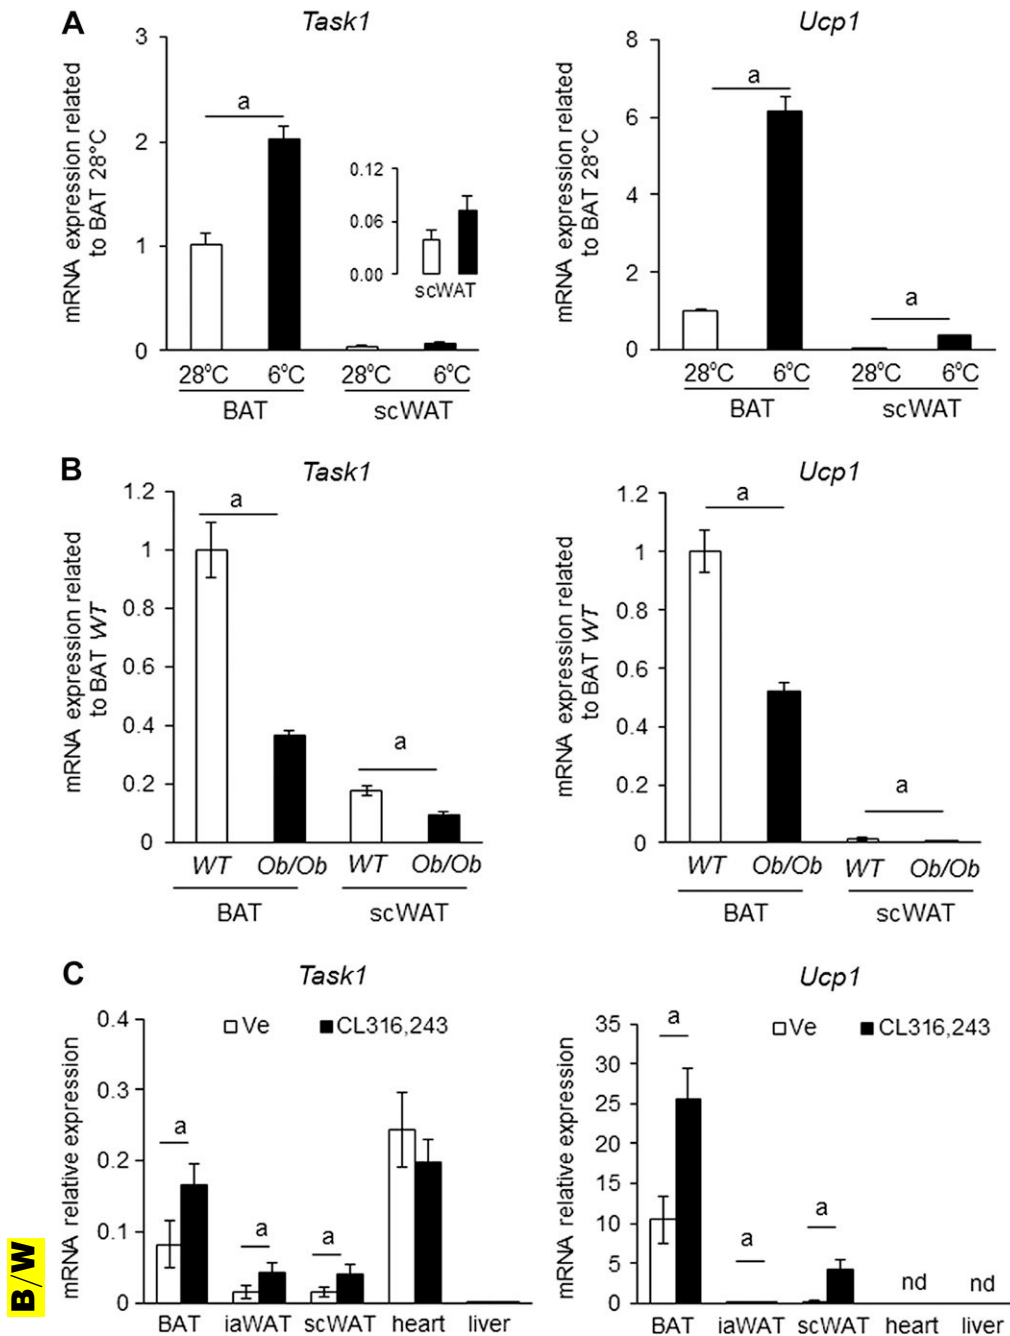 A
Task1
mRNA expression related
to BAT 28°C
3
2
1
0
a
0.12
0.06
0.00
scWAT
28°C 6°C 28°C 6°C
BAT scWAT
Ucp1
mRNA expression related
to BAT 28°C
8
6
4
2
0
a
a
28°C 6°C 28°C 6°C
BAT scWAT
B
Task1
mRNA expression related
to BAT WT
1.2
1
0.8
0.6
0.4
0.2
0
a
a
WT Ob/Ob WT Ob/Ob
BAT scWAT
Ucp1
mRNA expression related
to BAT WT
1.2
1
0.8
0.6
0.4
0.2
0
a
a
WT Ob/Ob WT Ob/Ob
BAT scWAT
C
Task1
mRNA relative expression
0.4
0.3
0.2
0.1
0
Ve CL316,243
a
a
a
BAT iaWAT scWAT heart liver
Ucp1
mRNA relative expression
35
30
25
20
15
10
5
0
Ve CL316,243
a
a
a
nd nd
BAT iaWAT scWAT heart liver
B/W